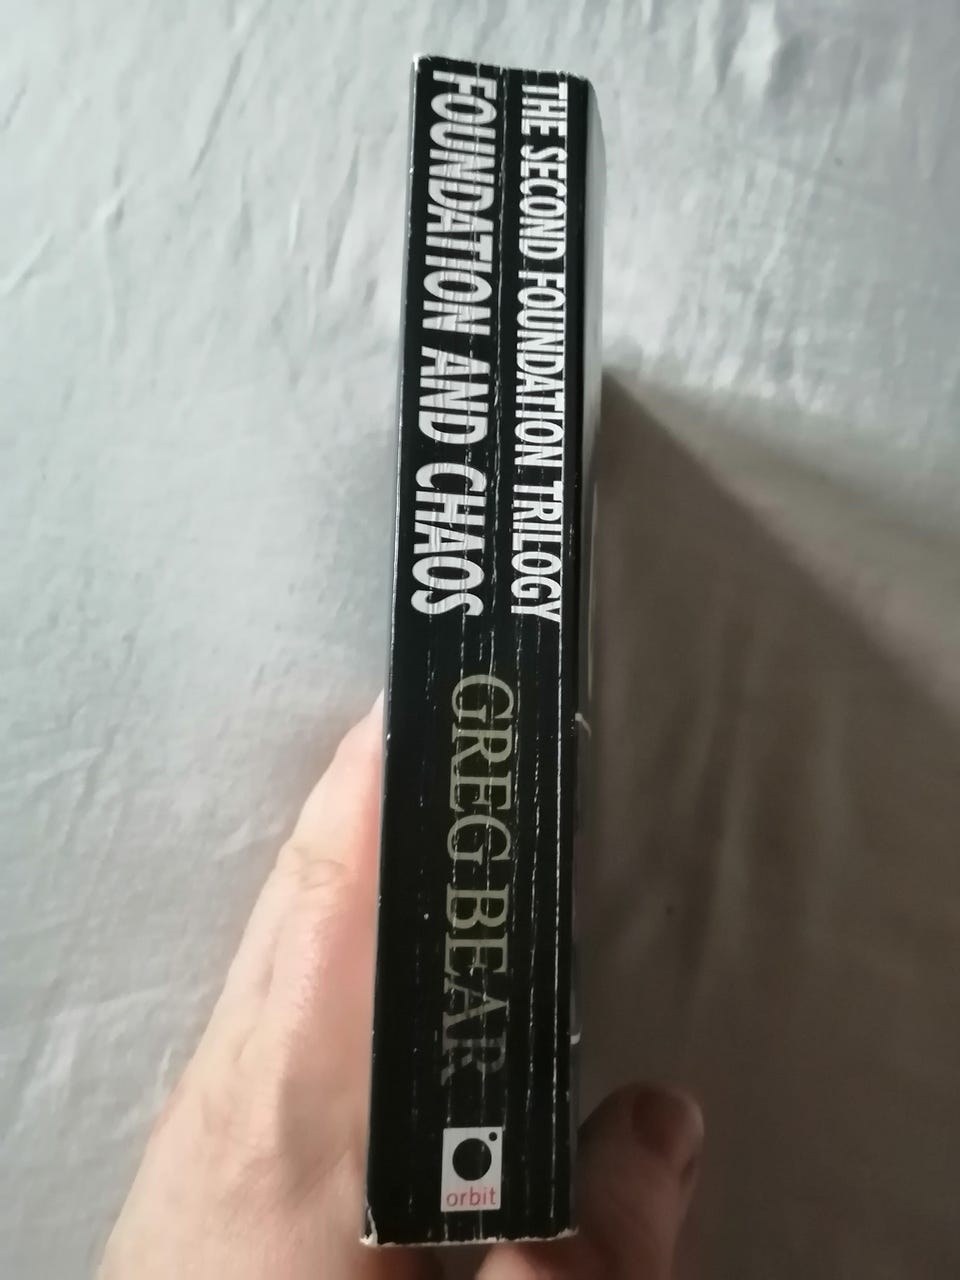 THE SECOND FOUNDATION TRILOGY
FOUNDATION AND CHAOS
GREG BEAR
orbit